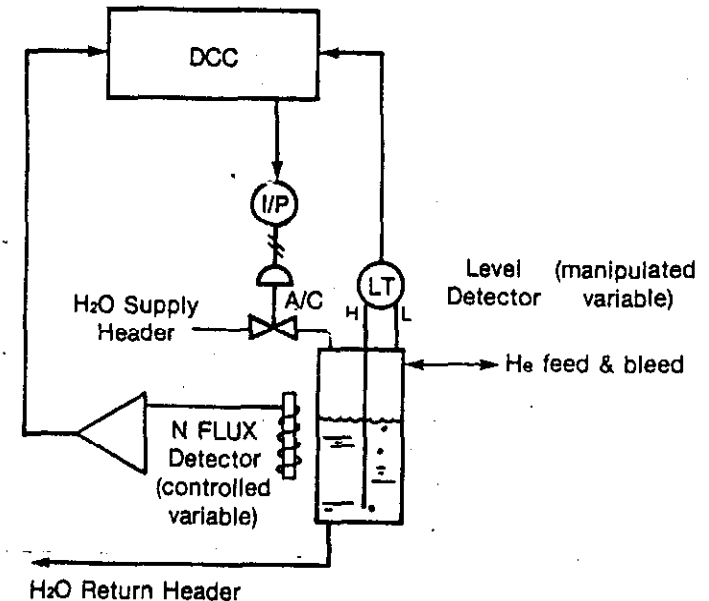 DCC
I/P
A/C
H₂O Supply
Header
LT
H
L
Level (manipulated
Detector variable)
He feed & bleed
N FLUX
Detector
(controlled
variable)
H₂O Return Header